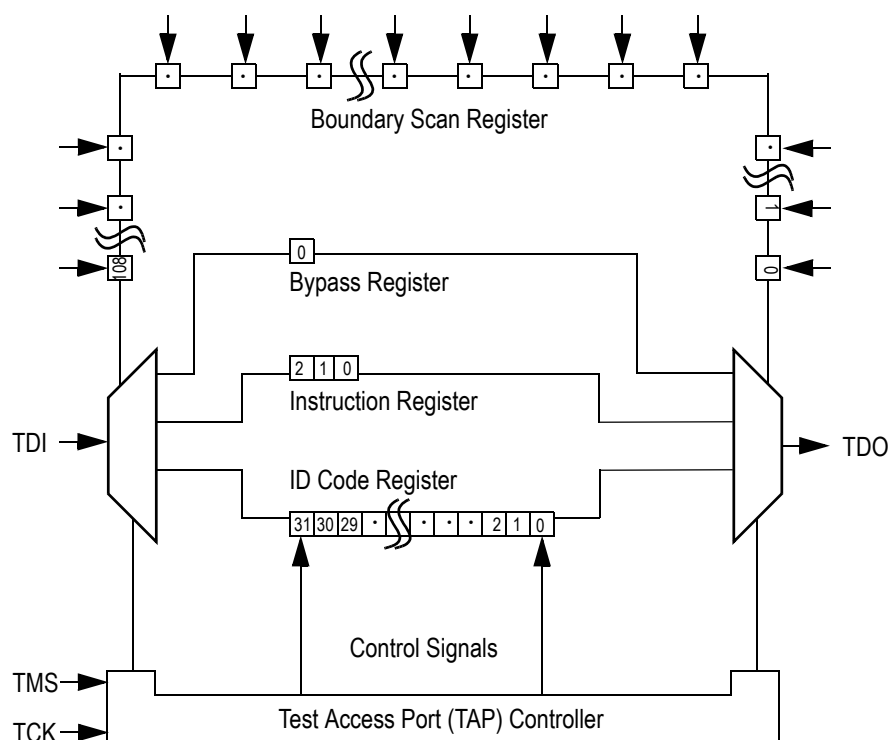 Boundary Scan Register
1
108
0
0
Bypass Register
2 1 0
Instruction Register
TDI
TDO
ID Code Register
31 30 29 · · · · 2 1 0
Control Signals
TMS
Test Access Port (TAP) Controller
TCK